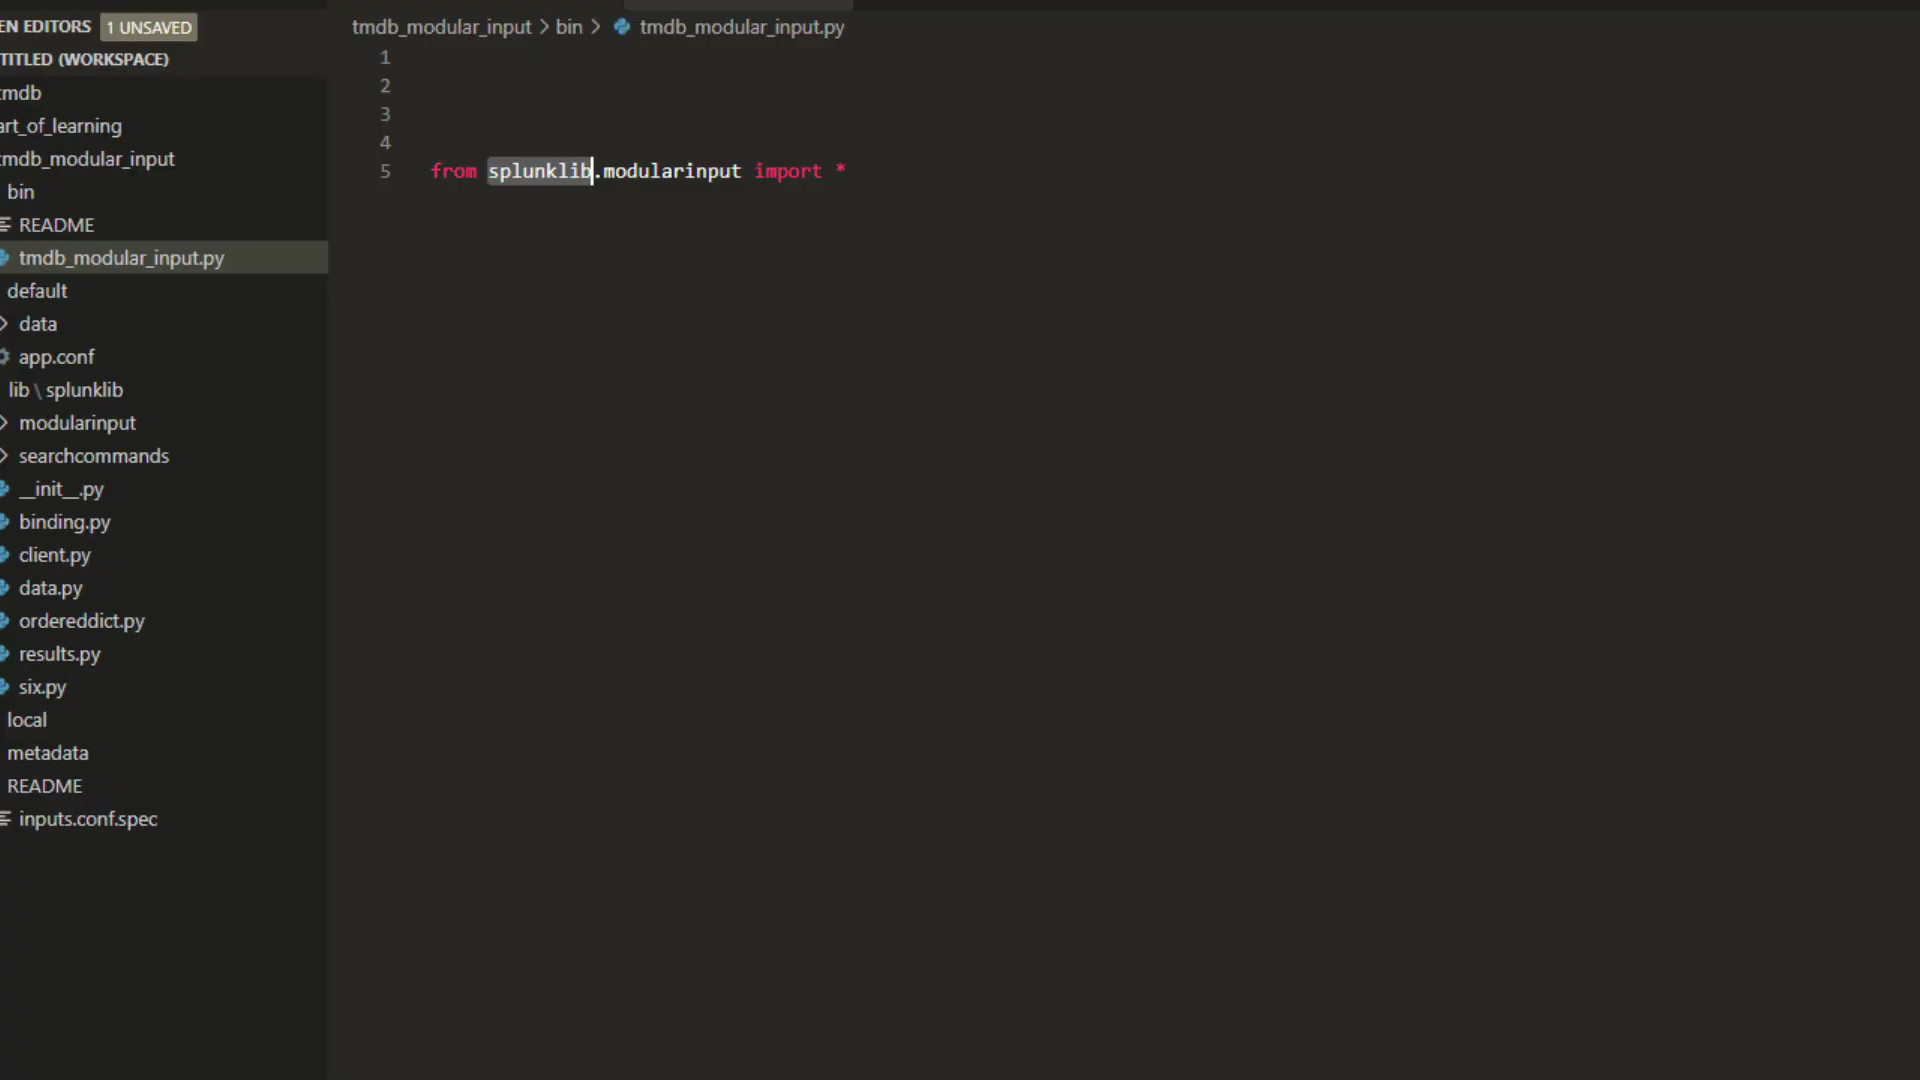 EN EDITORS 1 UNSAVED
TITLED (WORKSPACE)
tmdb
art_of_learning
tmdb_modular_input
bin
README
tmdb_modular_input.py
default
data
app.conf
lib \ splunklib
modularinput
searchcommands
__init__.py
binding.py
client.py
data.py
ordereddict.py
results.py
six.py
local
metadata
README
inputs.conf.spec
tmdb_modular_input > bin > tmdb_modular_input.py
1
2
3
4
5 from splunklib.modularinput import *